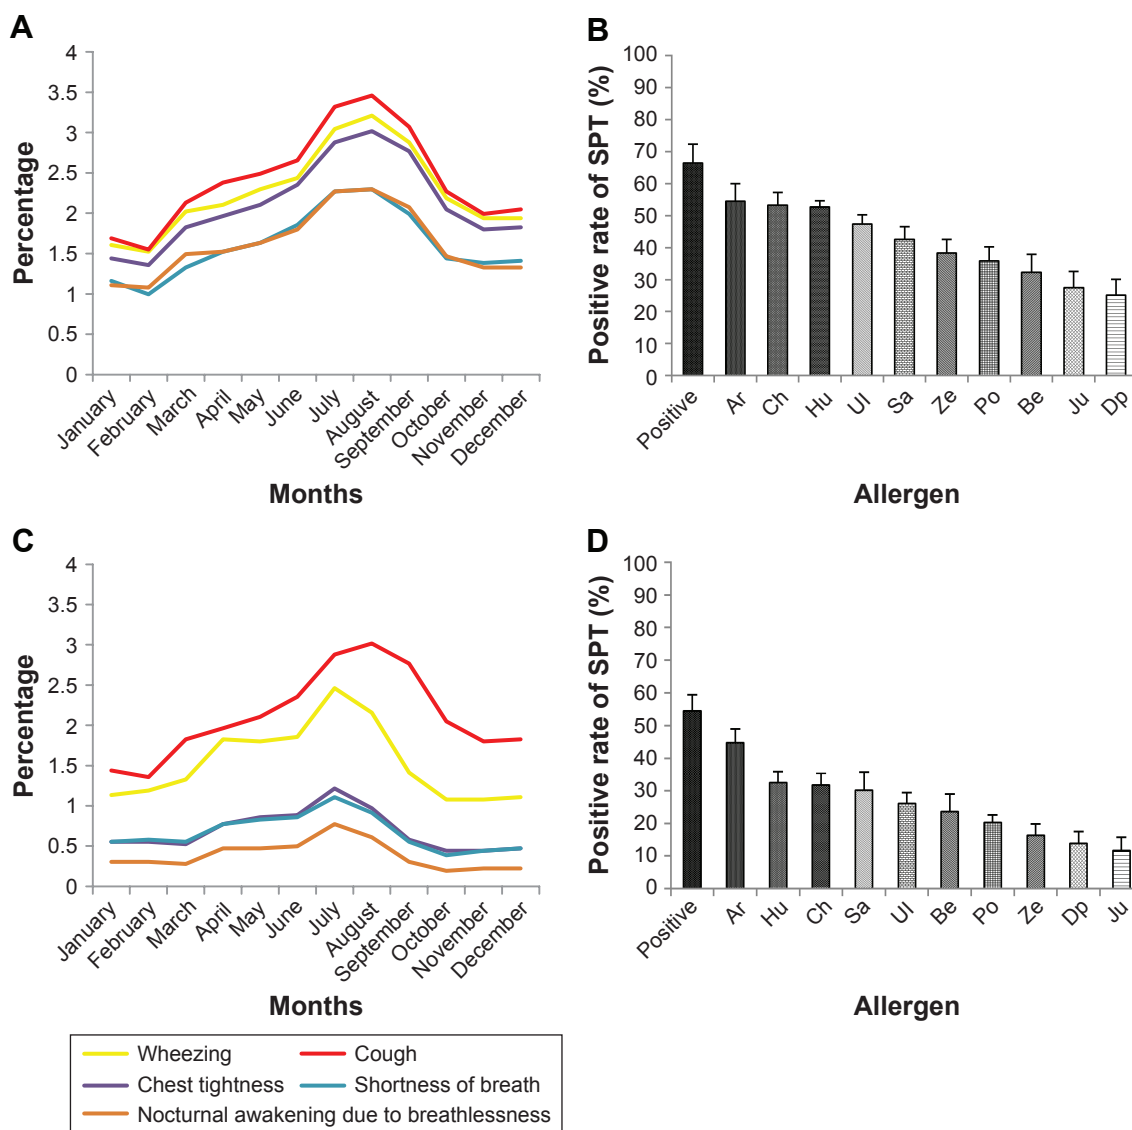 A
4
3.5
3
2.5
2
1.5
1
0.5
0
Percentage
January
February
March
April
May
June
July
August
September
October
November
December
Months
B
100
90
80
70
60
50
40
30
20
10
0
Positive rate of SPT (%)
Positive
Ar
Ch
Hu
Ul
Sa
Ze
Po
Be
Ju
Dp
Allergen
C
4
3.5
3
2.5
2
1.5
1
0.5
0
Percentage
January
February
March
April
May
June
July
August
September
October
November
December
Months
D
100
90
80
70
60
50
40
30
20
10
0
Positive rate of SPT (%)
Positive
Ar
Hu
Ch
Sa
Ul
Be
Po
Ze
Dp
Ju
Allergen
Wheezing
Cough
Chest tightness
Shortness of breath
Nocturnal awakening due to breathlessness